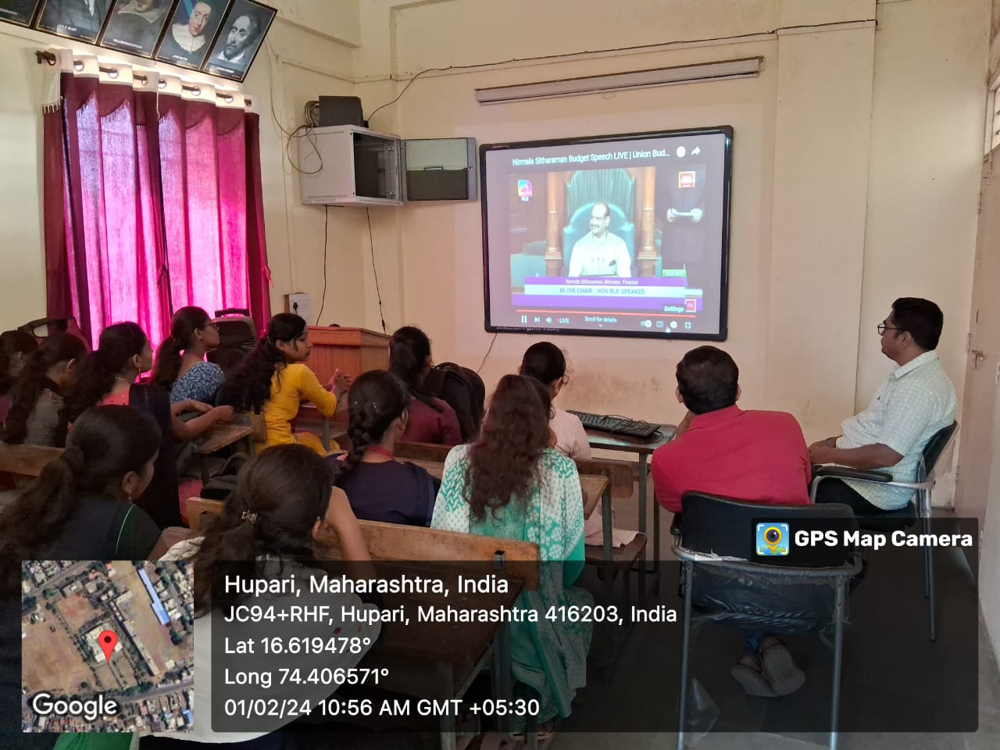 Nirmala Sitharaman Budget Speech LIVE | Union Bud...
Nirmala Sitharaman, Minister, Finance
IN THE CHAIR HON'BLE SPEAKER
Settings
LIVE
Scroll for details
GPS Map Camera
Hupari, Maharashtra, India
JC94+RHF, Hupari, Maharashtra 416203, India
Lat 16.619478°
Long 74.406571°
01/02/24 10:56 AM GMT +05:30
Google